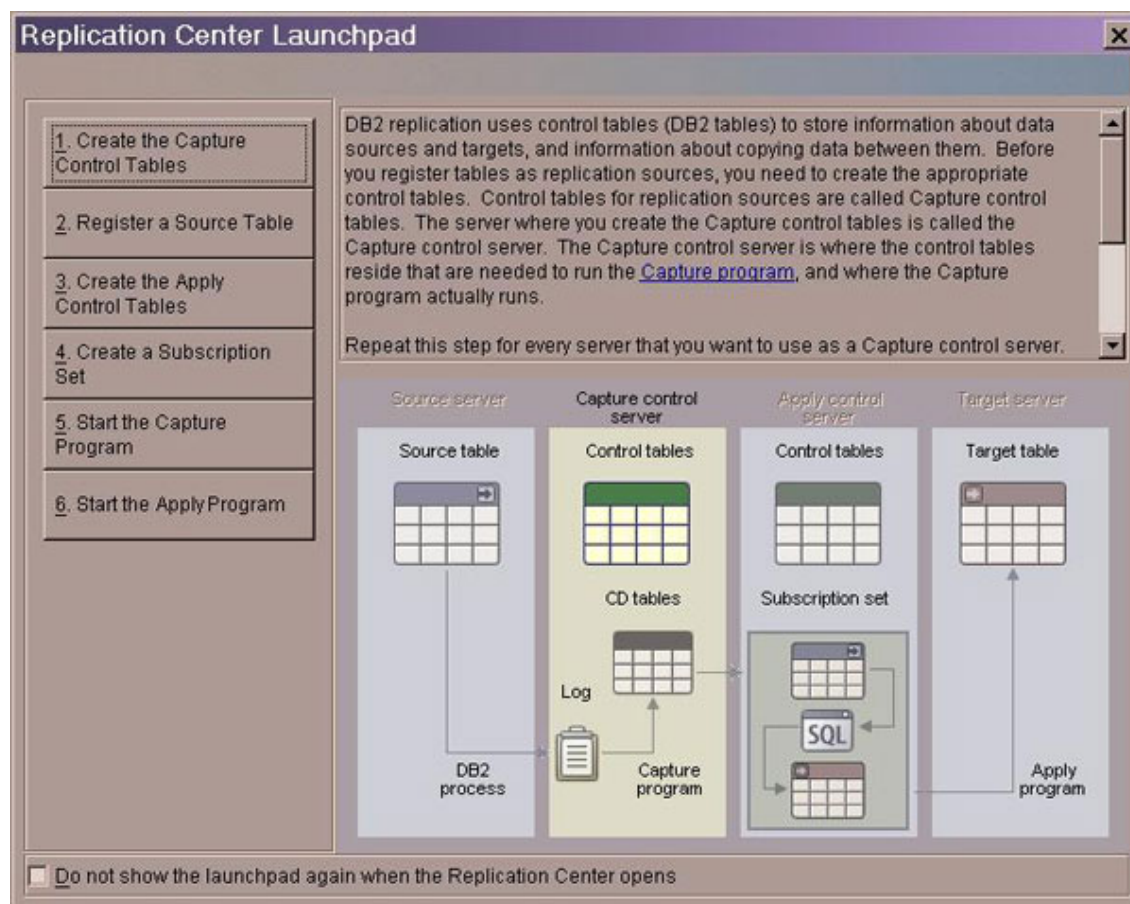 Replication Center Launchpad
1. Create the Capture
Control Tables
2. Register a Source Table
3. Create the Apply
Control Tables
4. Create a Subscription
Set
5. Start the Capture
Program
6. Start the Apply Program
DB2 replication uses control tables (DB2 tables) to store information about data
sources and targets, and information about copying data between them. Before
you register tables as replication sources, you need to create the appropriate
control tables. Control tables for replication sources are called Capture control
tables. The server where you create the Capture control tables is called the
Capture control server. The Capture control server is where the control tables
reside that are needed to run the Capture program, and where the Capture
program actually runs.
Repeat this step for every server that you want to use as a Capture control server.
Source server
Capture control
server
Apply control
server
Target server
Source table
Control tables
Control tables
Target table
CD tables
Subscription set
Log
SQL
DB2
process
Capture
program
Apply
program
Do not show the launchpad again when the Replication Center opens